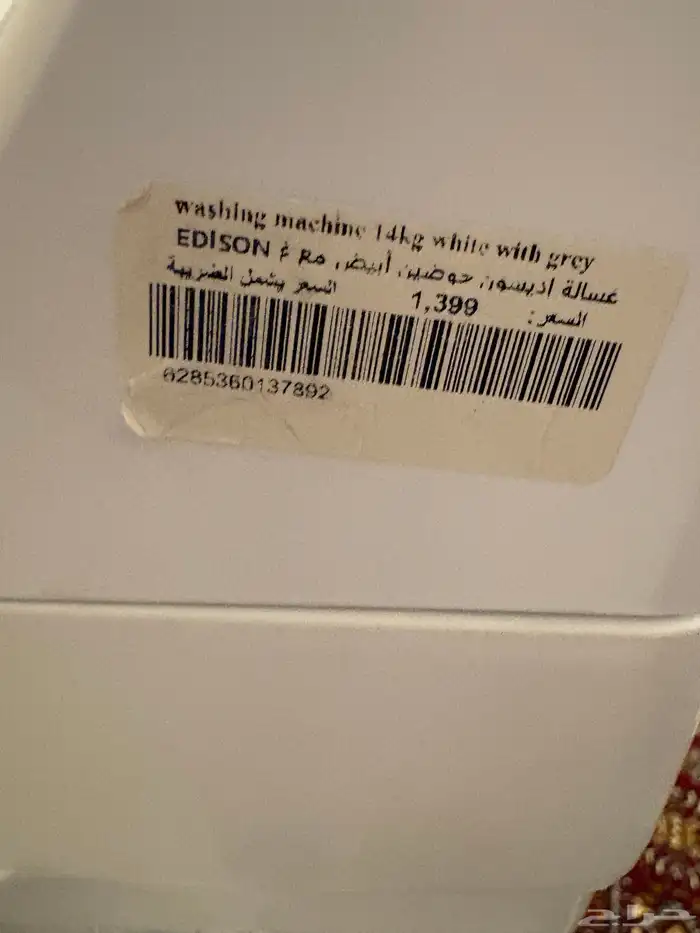 washing machine 14kg white with grey
غسالة اديسون حوضين أبيض مع EDISON
السعر: 1,399 السعر يشمل الضريبة
6285360137892
حراج